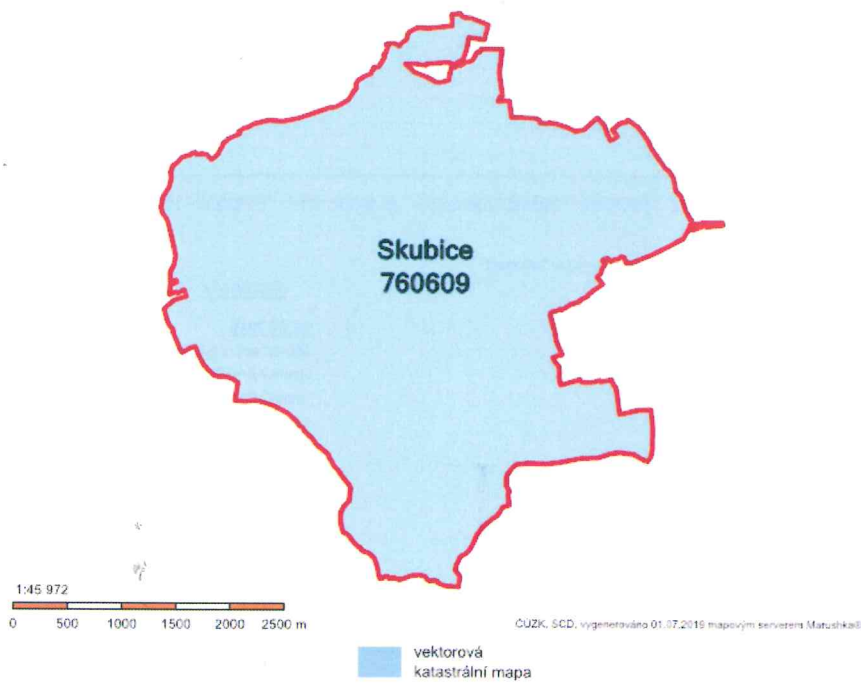 Skubice
760609
1:45 972
0 500 1000 1500 2000 2500 m
ČÚZK, SCD, vygenerováno 01.07.2019 mapovým serverem Marushka®
vektorová
katastrální mapa